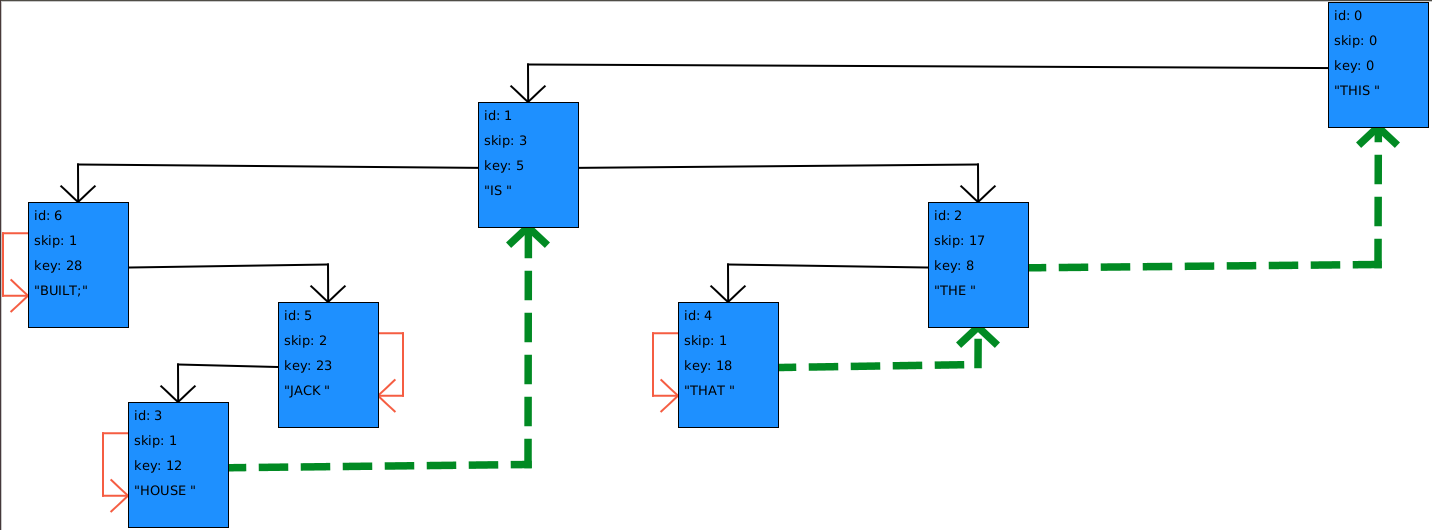 id: 0
skip: 0
key: 0
"THIS "
id: 1
skip: 3
key: 5
"IS "
id: 6
skip: 1
key: 28
"BUILT;"
id: 2
skip: 17
key: 8
"THE "
id: 5
skip: 2
key: 23
"JACK "
id: 4
skip: 1
key: 18
"THAT "
id: 3
skip: 1
key: 12
"HOUSE "